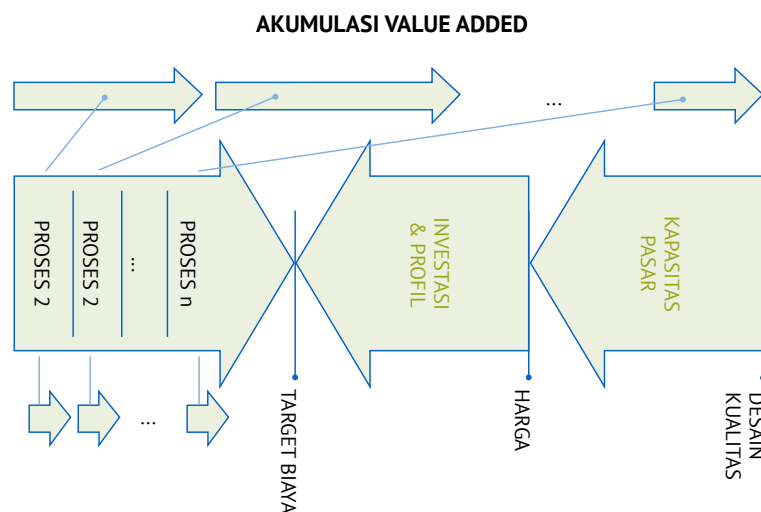 AKUMULASI VALUE ADDED
...
PROSES 2
PROSES 2
...
PROSES n
INVESTASI
& PROFIL
KAPASITAS
PASAR
...
TARGET BIAYA
HARGA
DESAIN
KUALITAS